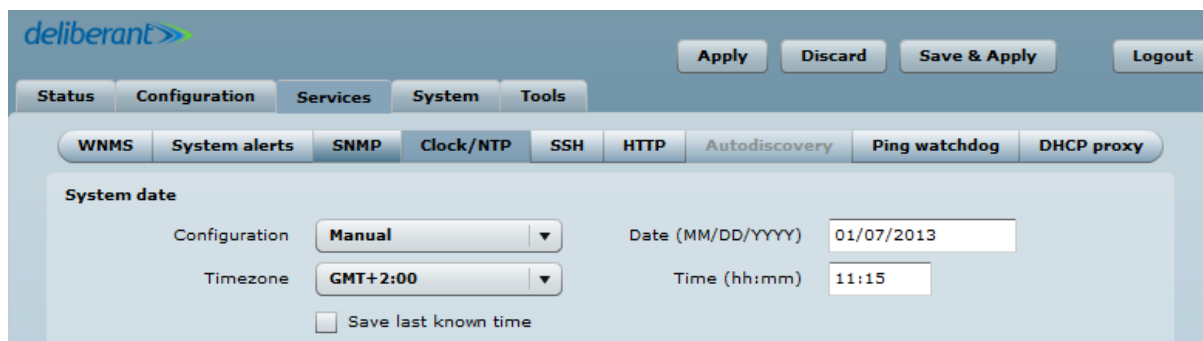 deliberant
Apply Discard Save & Apply Logout
Status Configuration Services System Tools
WNMS System alerts SNMP Clock/NTP SSH HTTP Autodiscovery Ping watchdog DHCP proxy
System date
Configuration Manual Date (MM/DD/YYYY) 01/07/2013
Timezone GMT+2:00 Time (hh:mm) 11:15
Save last known time